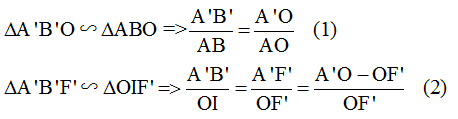 ΔA'B'O ∽ ΔABO => A'B'/AB = A'O/AO (1)
ΔA'B'F' ∽ ΔOIF' => A'B'/OI = A'F'/OF' = (A'O − OF')/OF' (2)